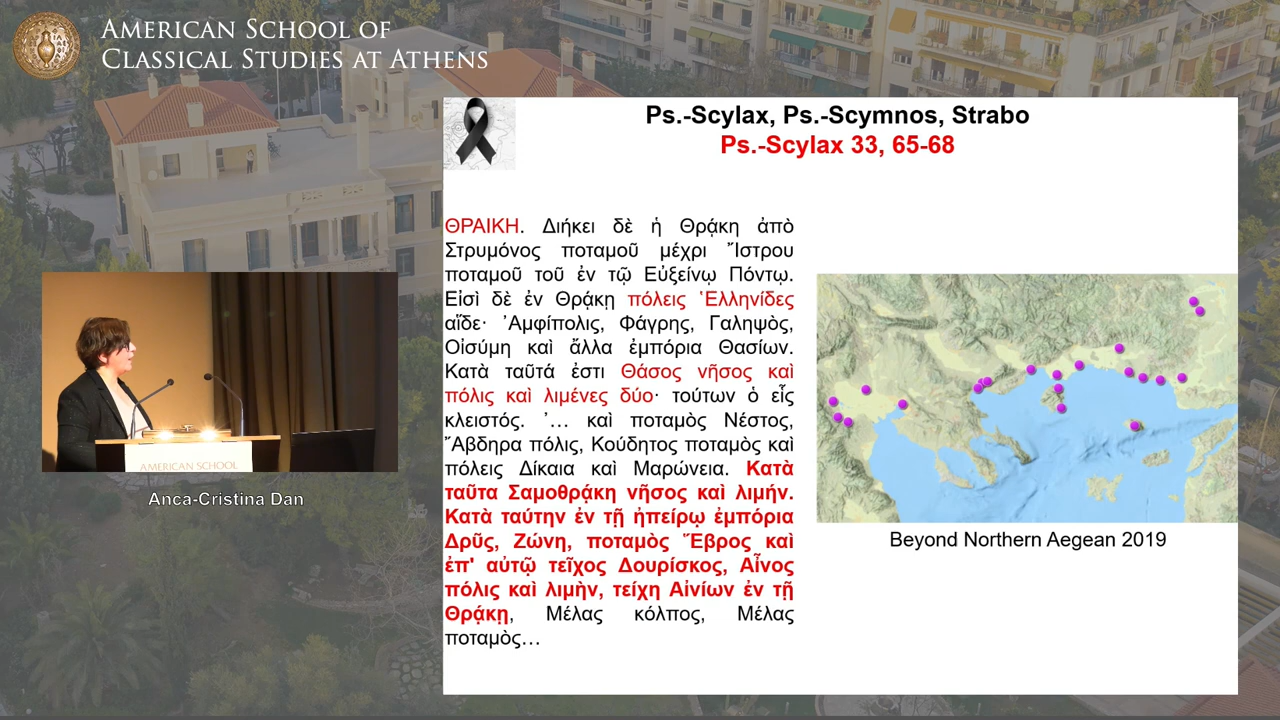 AMERICAN SCHOOL OF
CLASSICAL STUDIES AT ATHENS
Ps.-Scylax, Ps.-Scymnos, Strabo
Ps.-Scylax 33, 65-68
ΘΡΑΙΚΗ. Διήκει δὲ ἡ Θρᾴκη ἀπὸ
Στρυμόνος ποταμοῦ μέχρι Ἴστρου
ποταμοῦ τοῦ ἐν τῷ Εὐξείνῳ Πόντῳ.
Εἰσὶ δὲ ἐν Θρᾴκῃ πόλεις Ἑλληνίδες
αἵδε· Ἀμφίπολις, Φάγρης, Γαληψὸς,
Οἰσύμη καὶ ἄλλα ἐμπόρια Θασίων.
Κατὰ ταῦτά ἐστι Θάσος νῆσος καὶ
πόλις καὶ λιμένες δύο· τούτων ὁ εἷς
κλειστός. ’… καὶ ποταμὸς Νέστος,
Ἄβδηρα πόλις, Κούδητος ποταμὸς καὶ
πόλεις Δίκαια καὶ Μαρώνεια. Κατὰ
ταῦτα Σαμοθρᾴκη νῆσος καὶ λιμήν.
Κατὰ ταύτην ἐν τῇ ἠπείρῳ ἐμπόρια
Δρῦς, Ζώνη, ποταμὸς Ἕβρος καὶ
ἐπ' αὐτῷ τεῖχος Δουρίσκος, Αἶνος
πόλις καὶ λιμὴν, τείχη Αἰνίων ἐν τῇ
Θρᾴκῃ, Μέλας κόλπος, Μέλας
ποταμὸς…
Beyond Northern Aegean 2019
AMERICAN SCHOOL
Anca-Cristina Dan